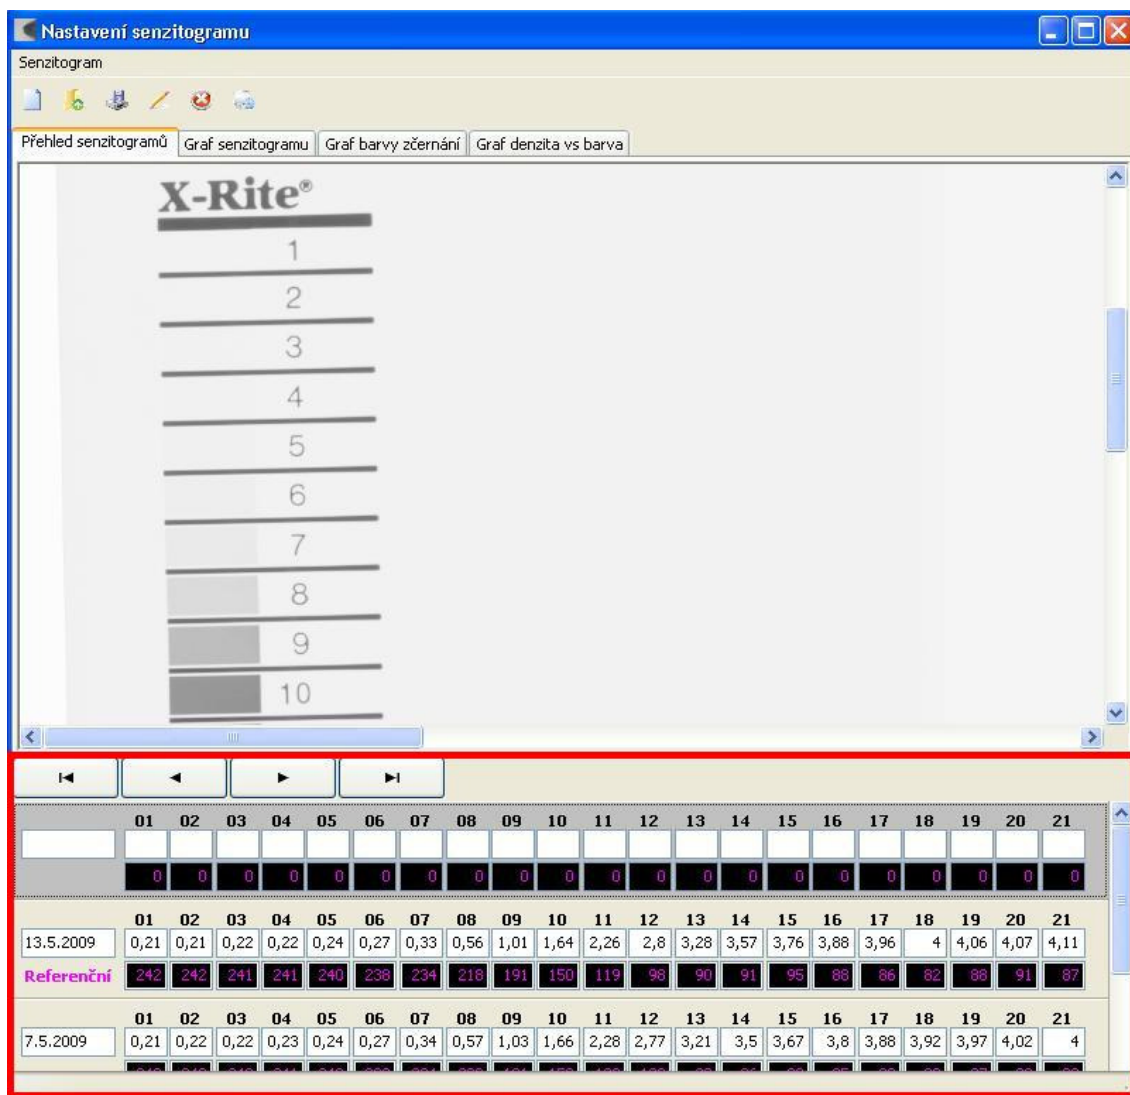 Nastavení senzitogramu
Senzitogram
Přehled senzitogramů Graf senzitogramu Graf barvy zčernání Graf denzita vs barva
X-Rite®
1
2
3
4
5
6
7
8
9
10
01 02 03 04 05 06 07 08 09 10 11 12 13 14 15 16 17 18 19 20 21
0 0 0 0 0 0 0 0 0 0 0 0 0 0 0 0 0 0 0 0 0
01 02 03 04 05 06 07 08 09 10 11 12 13 14 15 16 17 18 19 20 21
13.5.2009 0,21 0,21 0,22 0,22 0,24 0,27 0,33 0,56 1,01 1,64 2,26 2,8 3,28 3,57 3,76 3,88 3,96 4 4,06 4,07 4,11
Referenční 242 242 241 241 240 238 234 218 191 150 119 98 90 91 95 88 86 82 88 91 87
01 02 03 04 05 06 07 08 09 10 11 12 13 14 15 16 17 18 19 20 21
7.5.2009 0,21 0,22 0,22 0,23 0,24 0,27 0,34 0,57 1,03 1,66 2,28 2,77 3,21 3,5 3,67 3,8 3,88 3,92 3,97 4,02 4